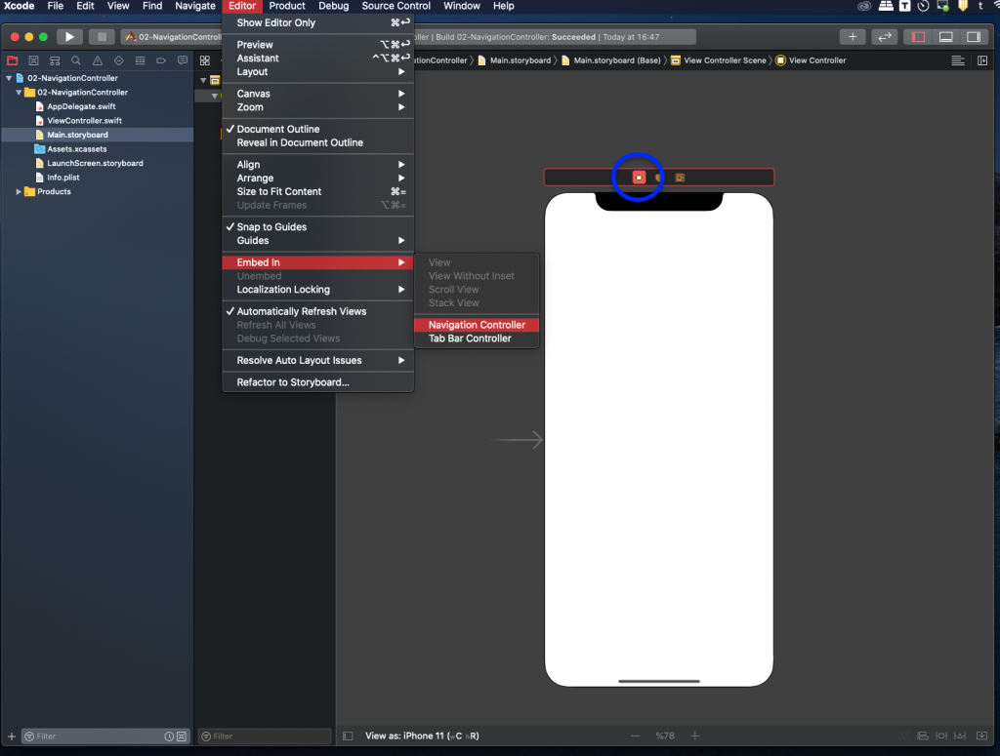 Xcode File Edit View Find Navigate Editor Product Debug Source Control Window Help
02-NavigationControll
oller | Build 02-NavigationController: Succeeded | Today at 16:47
ationController
Main.storyboard
Main.storyboard (Base)
View Controller Scene
View Controller
02-NavigationController
02-NavigationController
AppDelegate.swift
ViewController.swift
Main.storyboard
Assets.xcassets
LaunchScreen.storyboard
Info.plist
Products
Show Editor Only ⌘↩
Preview ⌥⌘↩
Assistant ^⌥⌘↩
Layout
Canvas
Zoom
✓ Document Outline
Reveal in Document Outline
Align
Arrange
Size to Fit Content ⌘=
Update Frames ⌥⌘=
✓ Snap to Guides
Guides
Embed In
Unembed
Localization Locking
✓ Automatically Refresh Views
Refresh All Views
Debug Selected Views
Resolve Auto Layout Issues
Refactor to Storyboard...
View
View Without Inset
Scroll View
Stack View
Navigation Controller
Tab Bar Controller
Filter
Filter
View as: iPhone 11 (wC hR)
%78